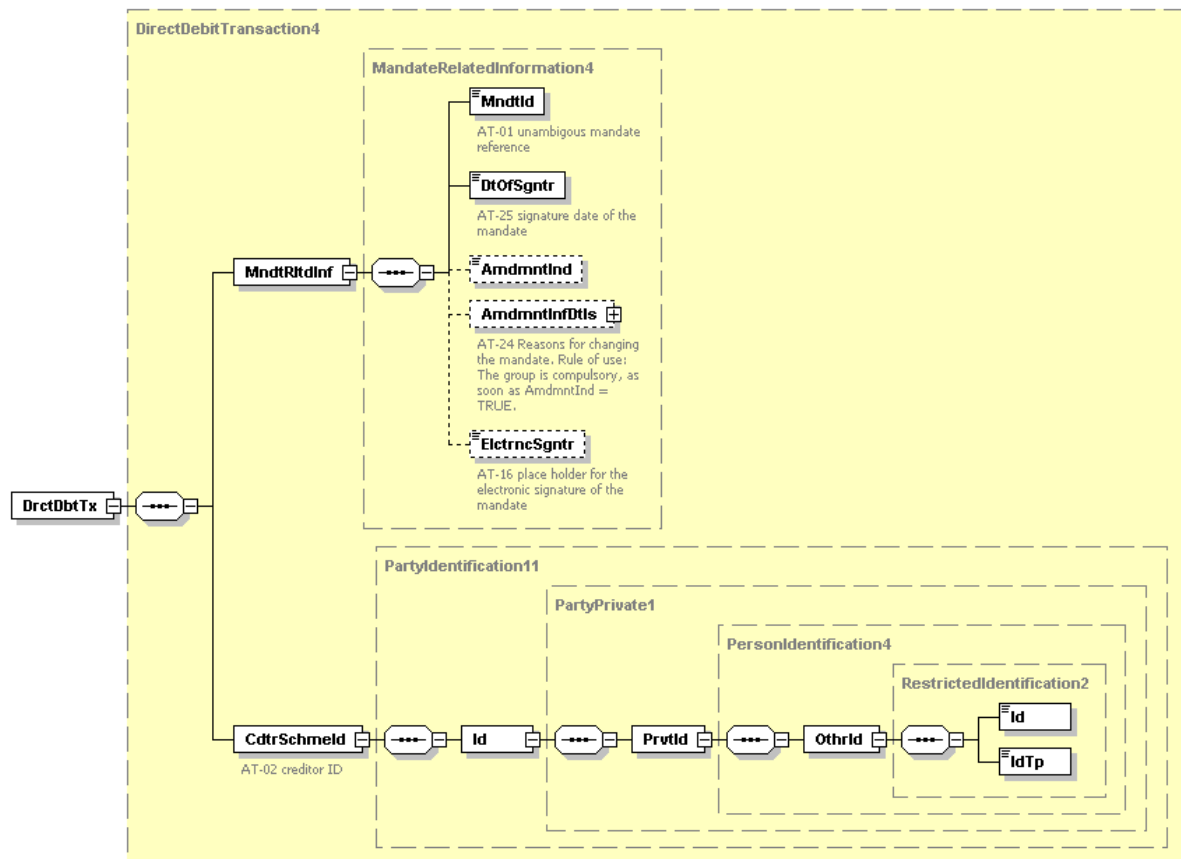 DirectDebitTransaction4
MandateRelatedInformation4
MndtId
AT-01 unambigous mandate
reference
DtOfSgntr
AT-25 signature date of the
mandate
MndtRltdInf
AmdmntInd
AmdmntInfDtls
AT-24 Reasons for changing
the mandate. Rule of use:
The group is compulsory, as
soon as AmdmntInd =
TRUE.
ElctrncSgntr
AT-16 place holder for the
electronic signature of the
mandate
DrctDbtTx
PartyIdentification11
PartyPrivate1
PersonIdentification4
RestrictedIdentification2
CdtrSchmeId
AT-02 creditor ID
Id
PrvtId
OthrId
Id
IdTp